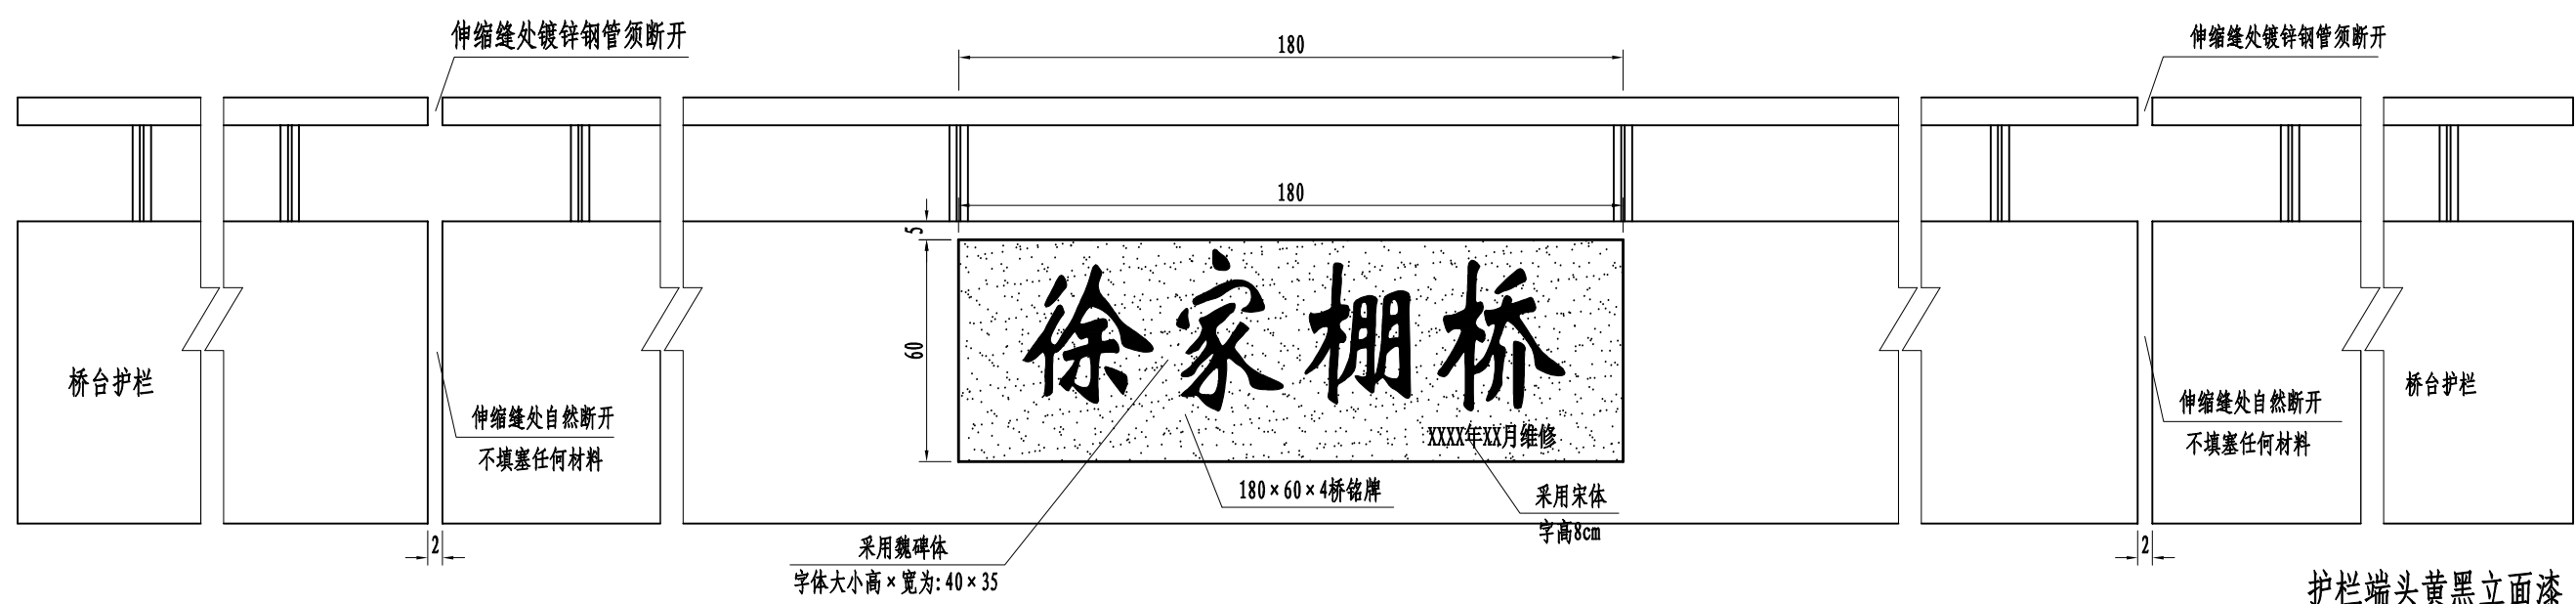 伸缩缝处镀锌钢管须断开
180
伸缩缝处镀锌钢管须断开
180
5
60
徐家棚桥
XXXX年XX月维修
桥台护栏
伸缩缝处自然断开
不填塞任何材料
桥台护栏
伸缩缝处自然断开
不填塞任何材料
180×60×4桥铭牌
采用宋体
字高8cm
采用魏碑体
字体大小高×宽为:40×35
2
2
护栏端头黄黑立面漆